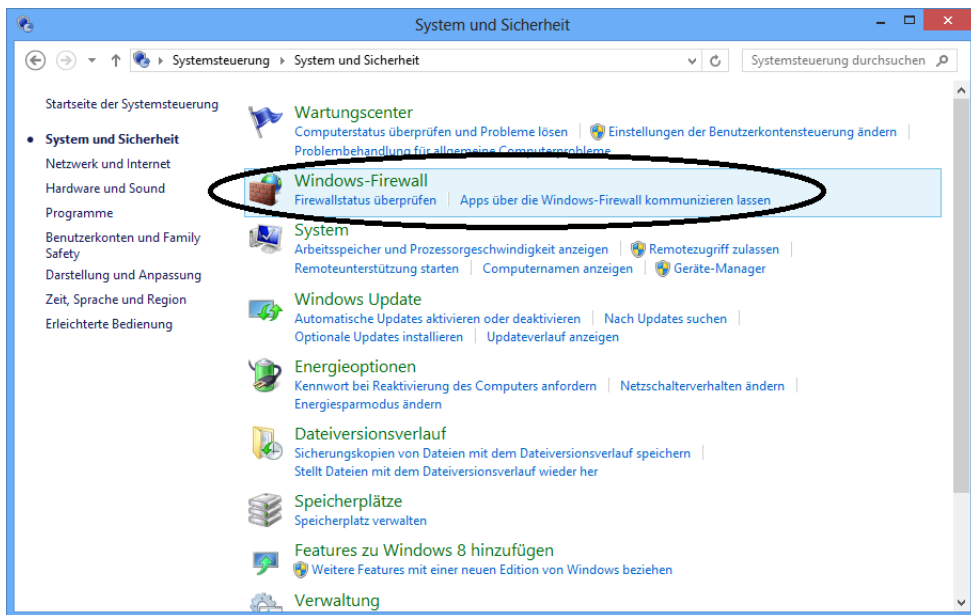 System und Sicherheit
Systemsteuerung
System und Sicherheit
Systemsteuerung durchsuchen
Startseite der Systemsteuerung
System und Sicherheit
Netzwerk und Internet
Hardware und Sound
Programme
Benutzerkonten und Family
Safety
Darstellung und Anpassung
Zeit, Sprache und Region
Erleichterte Bedienung
Wartungscenter
Computerstatus überprüfen und Probleme lösen Einstellungen der Benutzerkontensteuerung ändern
Problembehandlung für allgemeine Computerprobleme
Windows-Firewall
Firewallstatus überprüfen Apps über die Windows-Firewall kommunizieren lassen
System
Arbeitsspeicher und Prozessorgeschwindigkeit anzeigen Remotezugriff zulassen
Remoteunterstützung starten Computernamen anzeigen Geräte-Manager
Windows Update
Automatische Updates aktivieren oder deaktivieren Nach Updates suchen
Optionale Updates installieren Updateverlauf anzeigen
Energieoptionen
Kennwort bei Reaktivierung des Computers anfordern Netzschalterverhalten ändern
Energiesparmodus ändern
Dateiversionsverlauf
Sicherungskopien von Dateien mit dem Dateiversionsverlauf speichern
Stellt Dateien mit dem Dateiversionsverlauf wieder her
Speicherplätze
Speicherplatz verwalten
Features zu Windows 8 hinzufügen
Weitere Features mit einer neuen Edition von Windows beziehen
Verwaltung